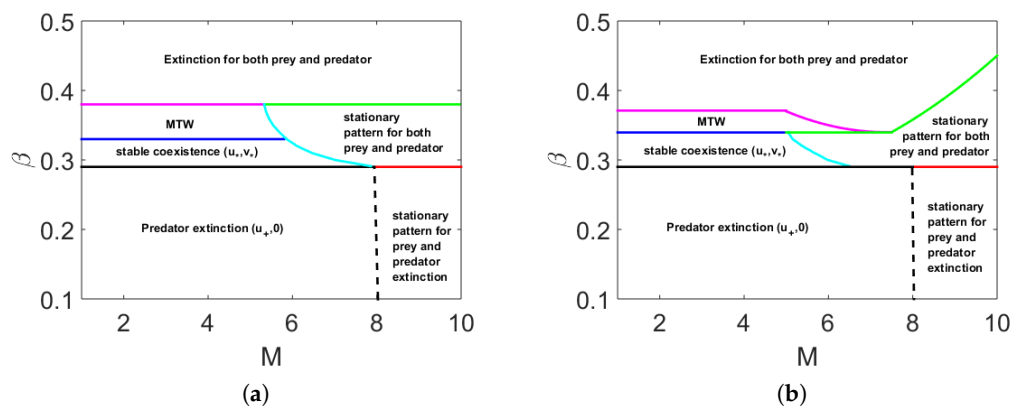 0.5
Extinction for both prey and predator
0.4
MTW
stationary
pattern for both
prey and predator
β
0.3
stable coexistence (u*,v*)
0.2
Predator extinction (u+,0)
stationary
pattern for
prey and
predator
extinction
0.1
2 4 6 8 10
M
(a)
0.5
Extinction for both prey and predator
0.4
MTW
stationary
pattern for both
prey and predator
β
0.3
stable coexistence (u*,v*)
0.2
Predator extinction (u+,0)
stationary
pattern for
prey and
predator
extinction
0.1
2 4 6 8 10
M
(b)